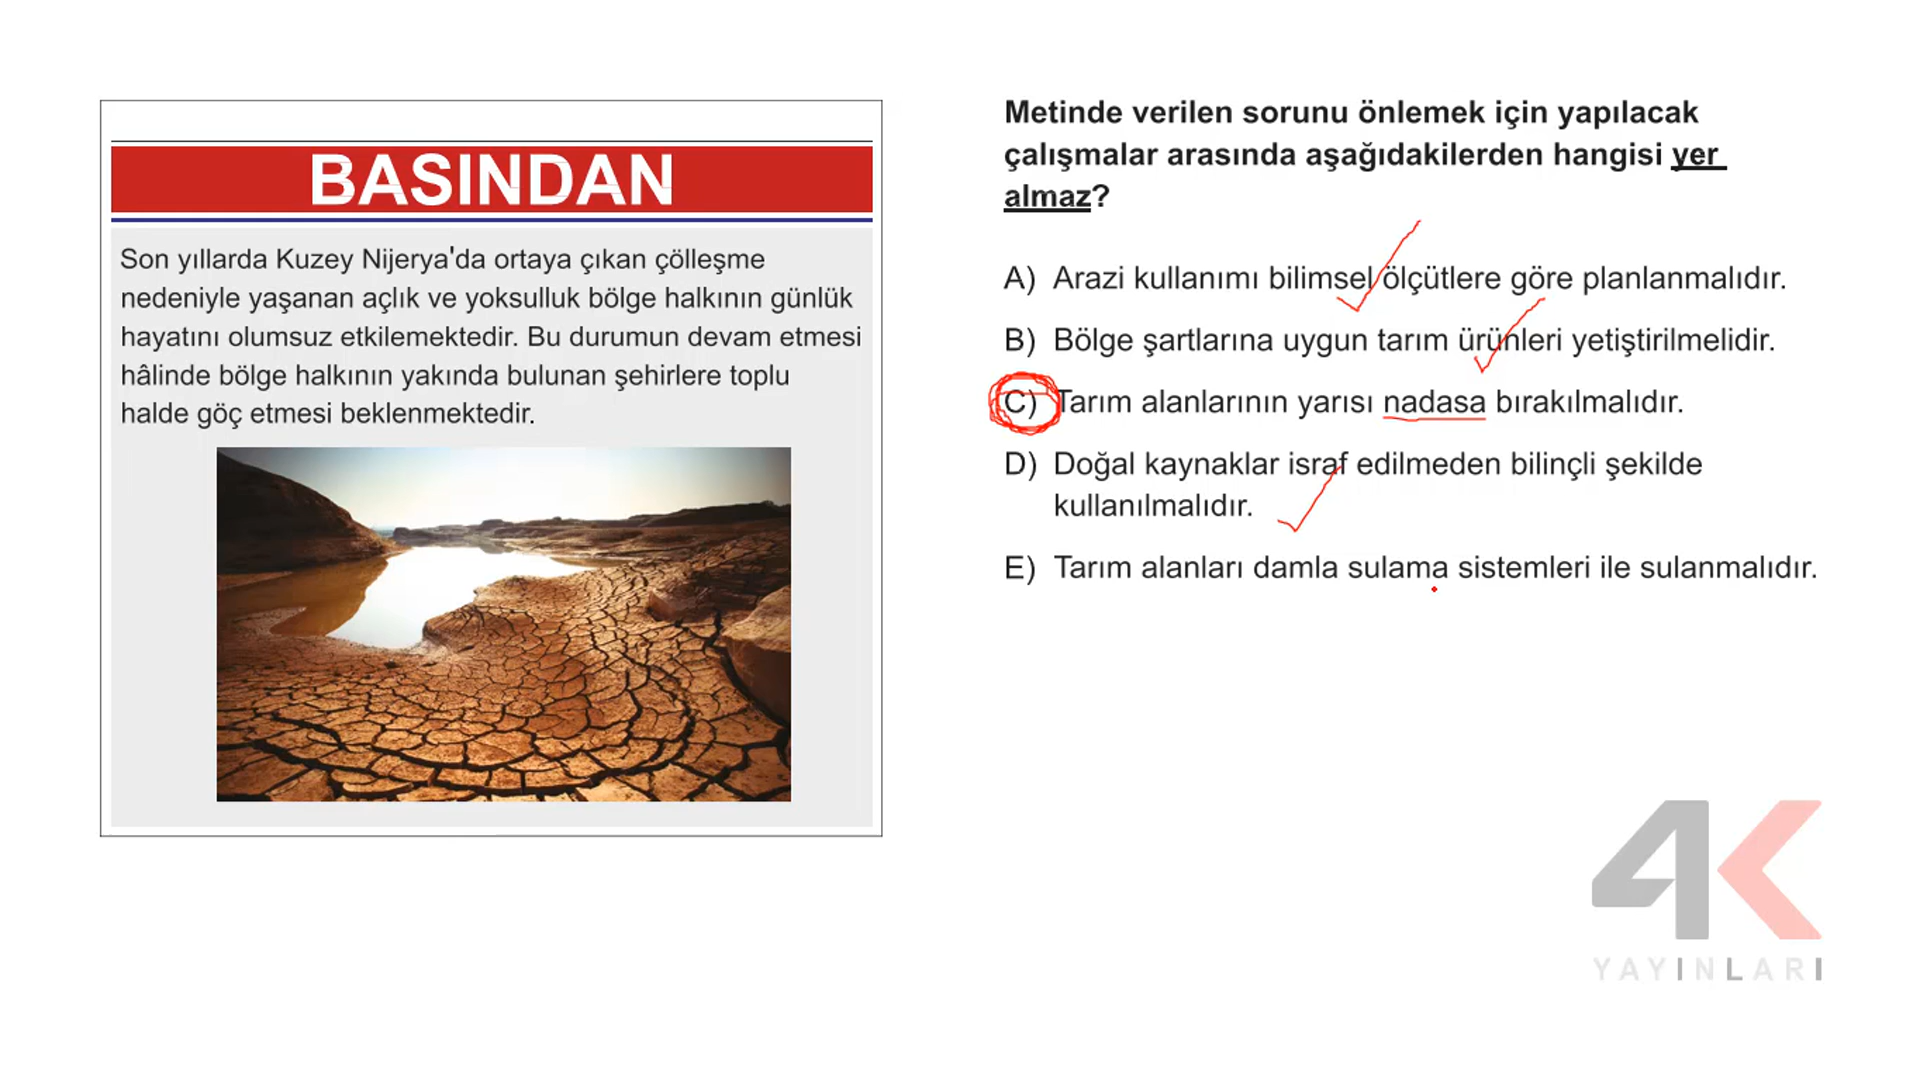 BASINDAN
Son yıllarda Kuzey Nijerya'da ortaya çıkan çölleşme
nedeniyle yaşanan açlık ve yoksulluk bölge halkının günlük
hayatını olumsuz etkilemektedir. Bu durumun devam etmesi
hâlinde bölge halkının yakında bulunan şehirlere toplu
halde göç etmesi beklenmektedir.
Metinde verilen sorunu önlemek için yapılacak
çalışmalar arasında aşağıdakilerden hangisi yer
almaz?
A) Arazi kullanımı bilimsel ölçütlere göre planlanmalıdır.
B) Bölge şartlarına uygun tarım ürünleri yetiştirilmelidir.
C) Tarım alanlarının yarısı nadasa bırakılmalıdır.
D) Doğal kaynaklar israf edilmeden bilinçli şekilde
kullanılmalıdır.
E) Tarım alanları damla sulama sistemleri ile sulanmalıdır.
4K
YAYINLARI